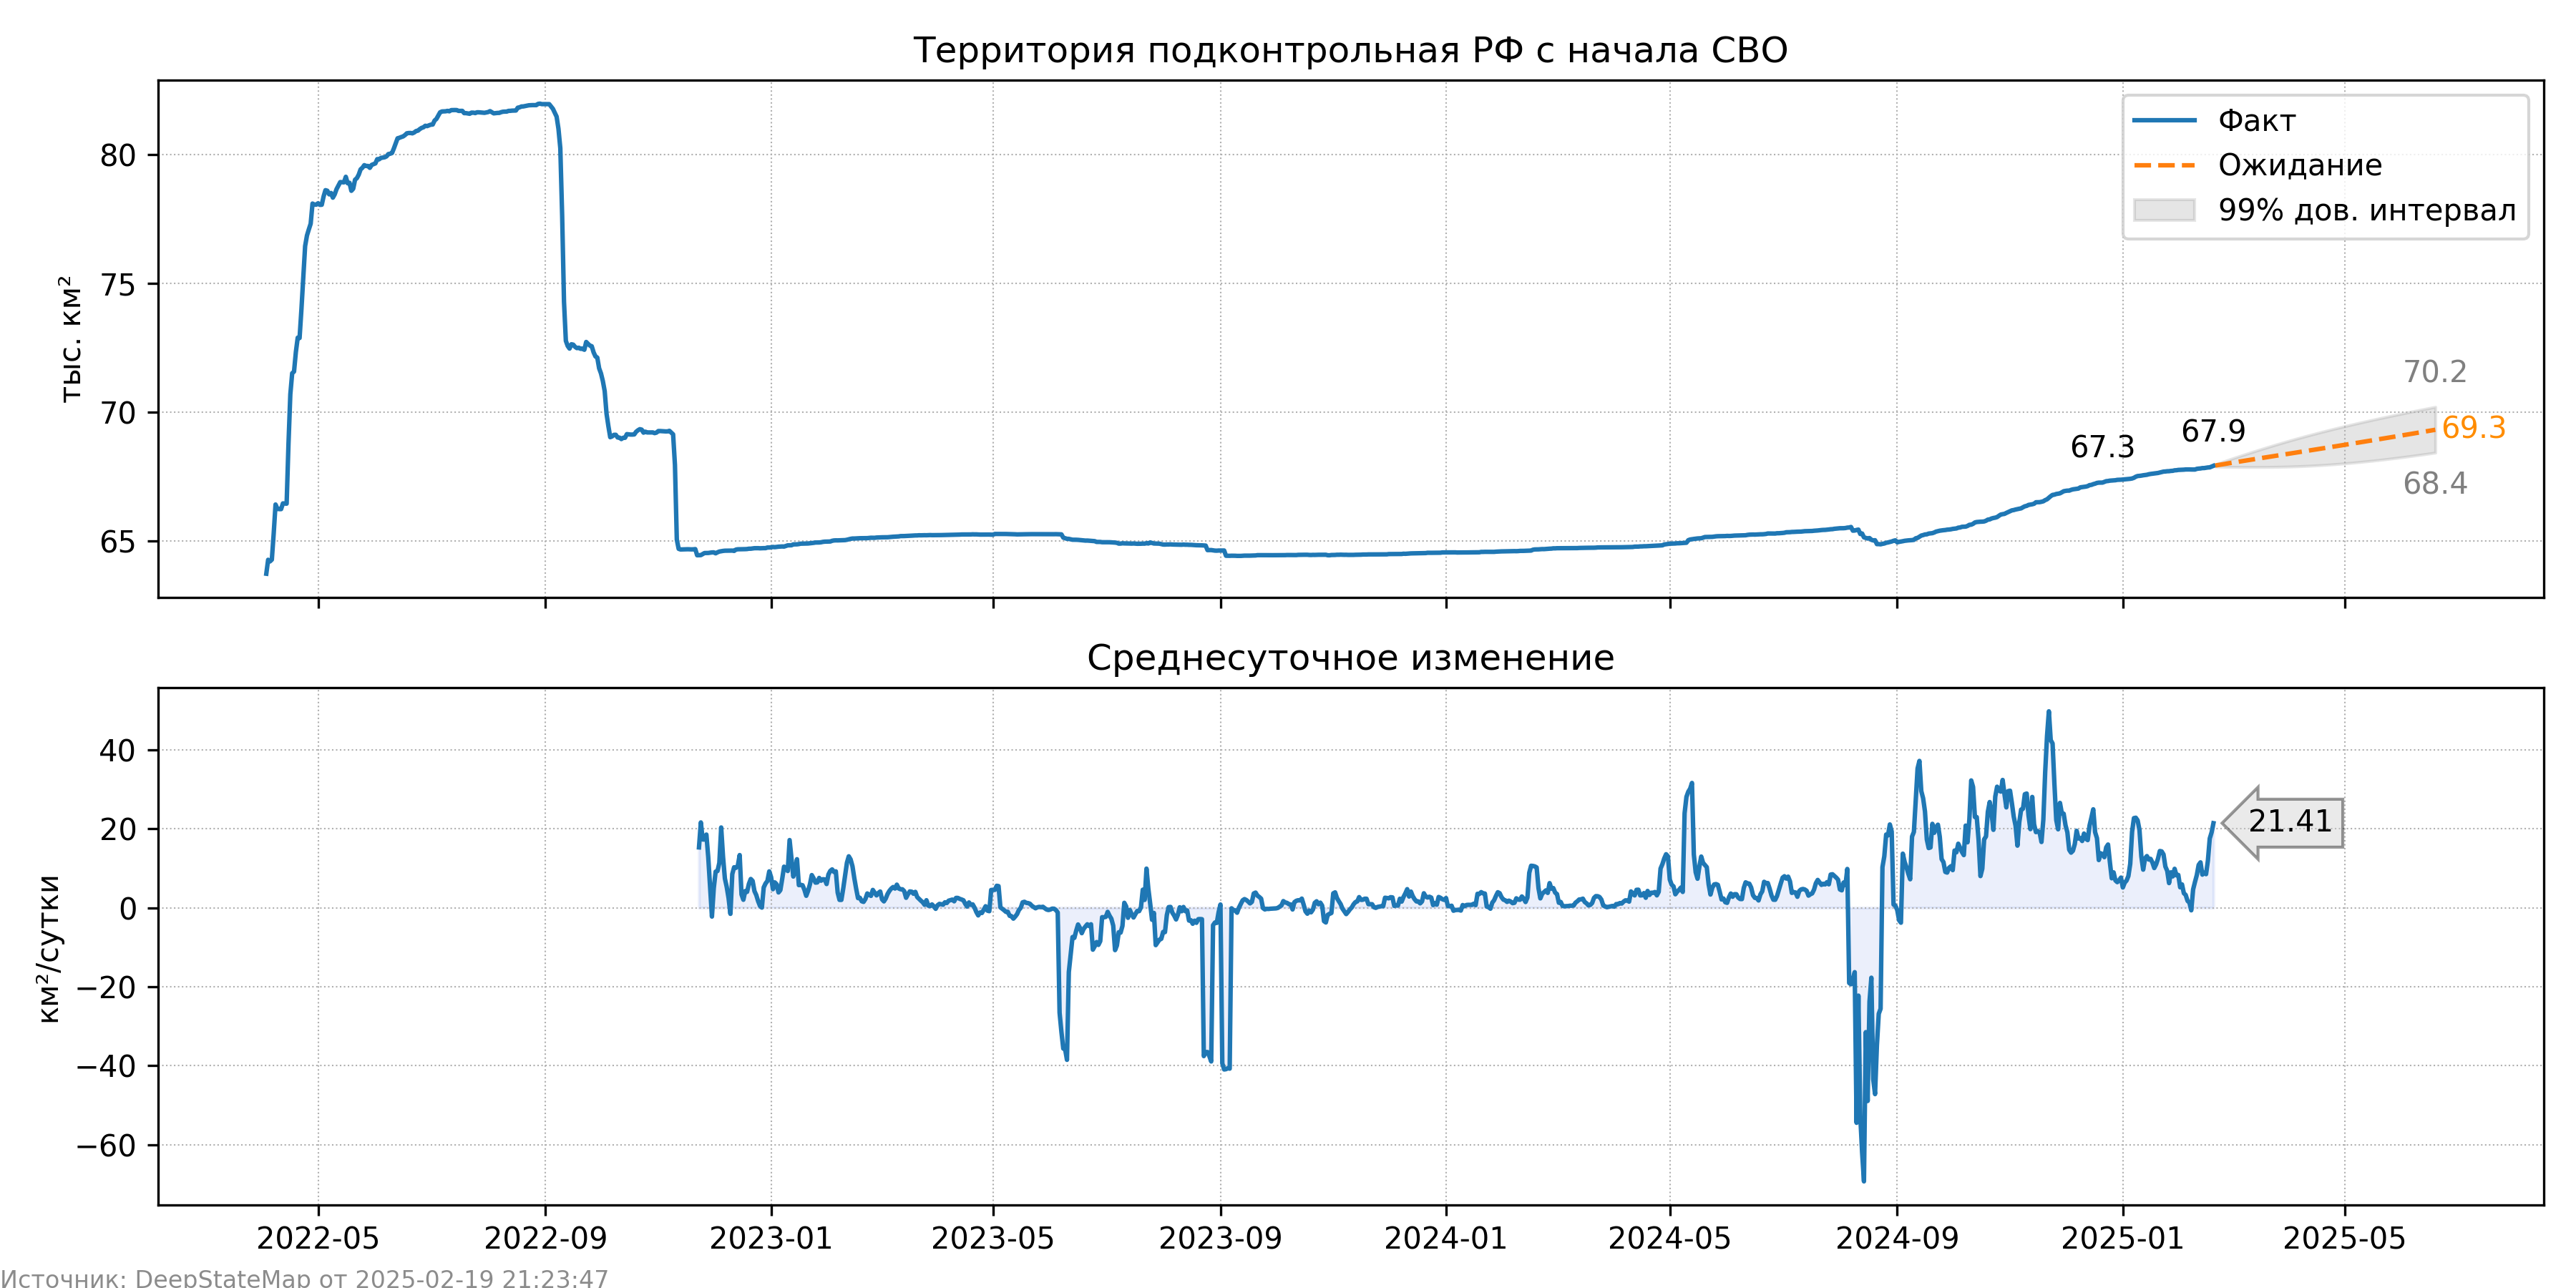 Территория подконтрольная РФ с начала СВО
тыс. км²
80
75
70
65
Факт
Ожидание
99% дов. интервал
67.3
67.9
70.2
69.3
68.4
Среднесуточное изменение
км²/сутки
40
20
0
−20
−40
−60
21.41
2022-05 2022-09 2023-01 2023-05 2023-09 2024-01 2024-05 2024-09 2025-01 2025-05
Источник: DeepStateMap от 2025-02-19 21:23:47